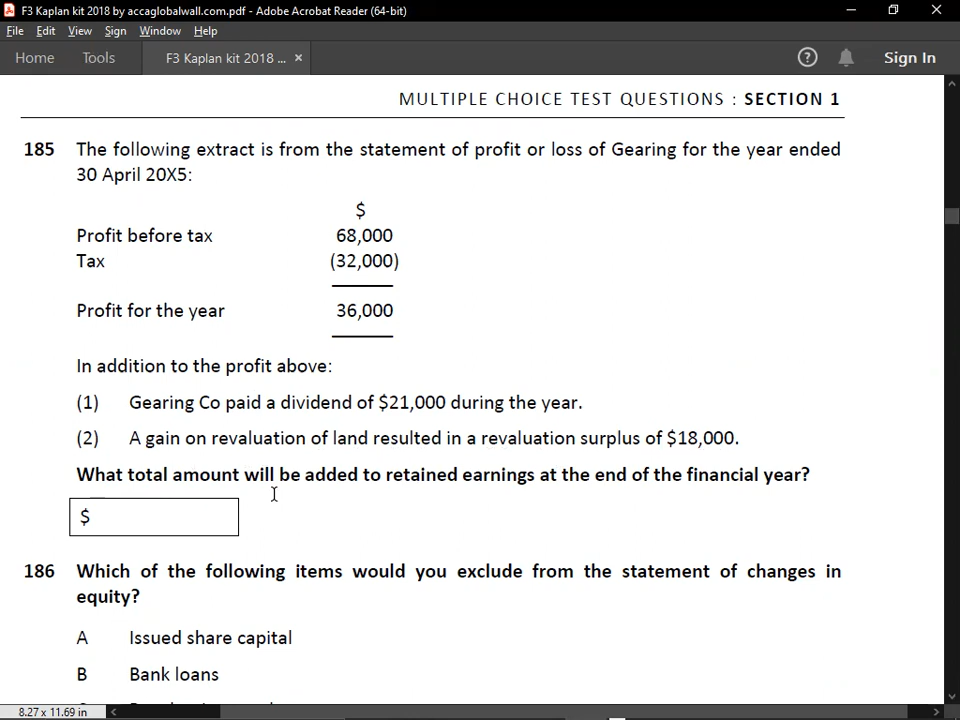 F3 Kaplan kit 2018 by accaglobalwall.com.pdf - Adobe Acrobat Reader (64-bit)
File Edit View Sign Window Help
Home Tools F3 Kaplan kit 2018 ... × Sign In
MULTIPLE CHOICE TEST QUESTIONS : SECTION 1
185 The following extract is from the statement of profit or loss of Gearing for the year ended
30 April 20X5:
$
Profit before tax 68,000
Tax (32,000)
Profit for the year 36,000
In addition to the profit above:
(1) Gearing Co paid a dividend of $21,000 during the year.
(2) A gain on revaluation of land resulted in a revaluation surplus of $18,000.
What total amount will be added to retained earnings at the end of the financial year?
$
186 Which of the following items would you exclude from the statement of changes in
equity?
A Issued share capital
B Bank loans
8.27 x 11.69 in